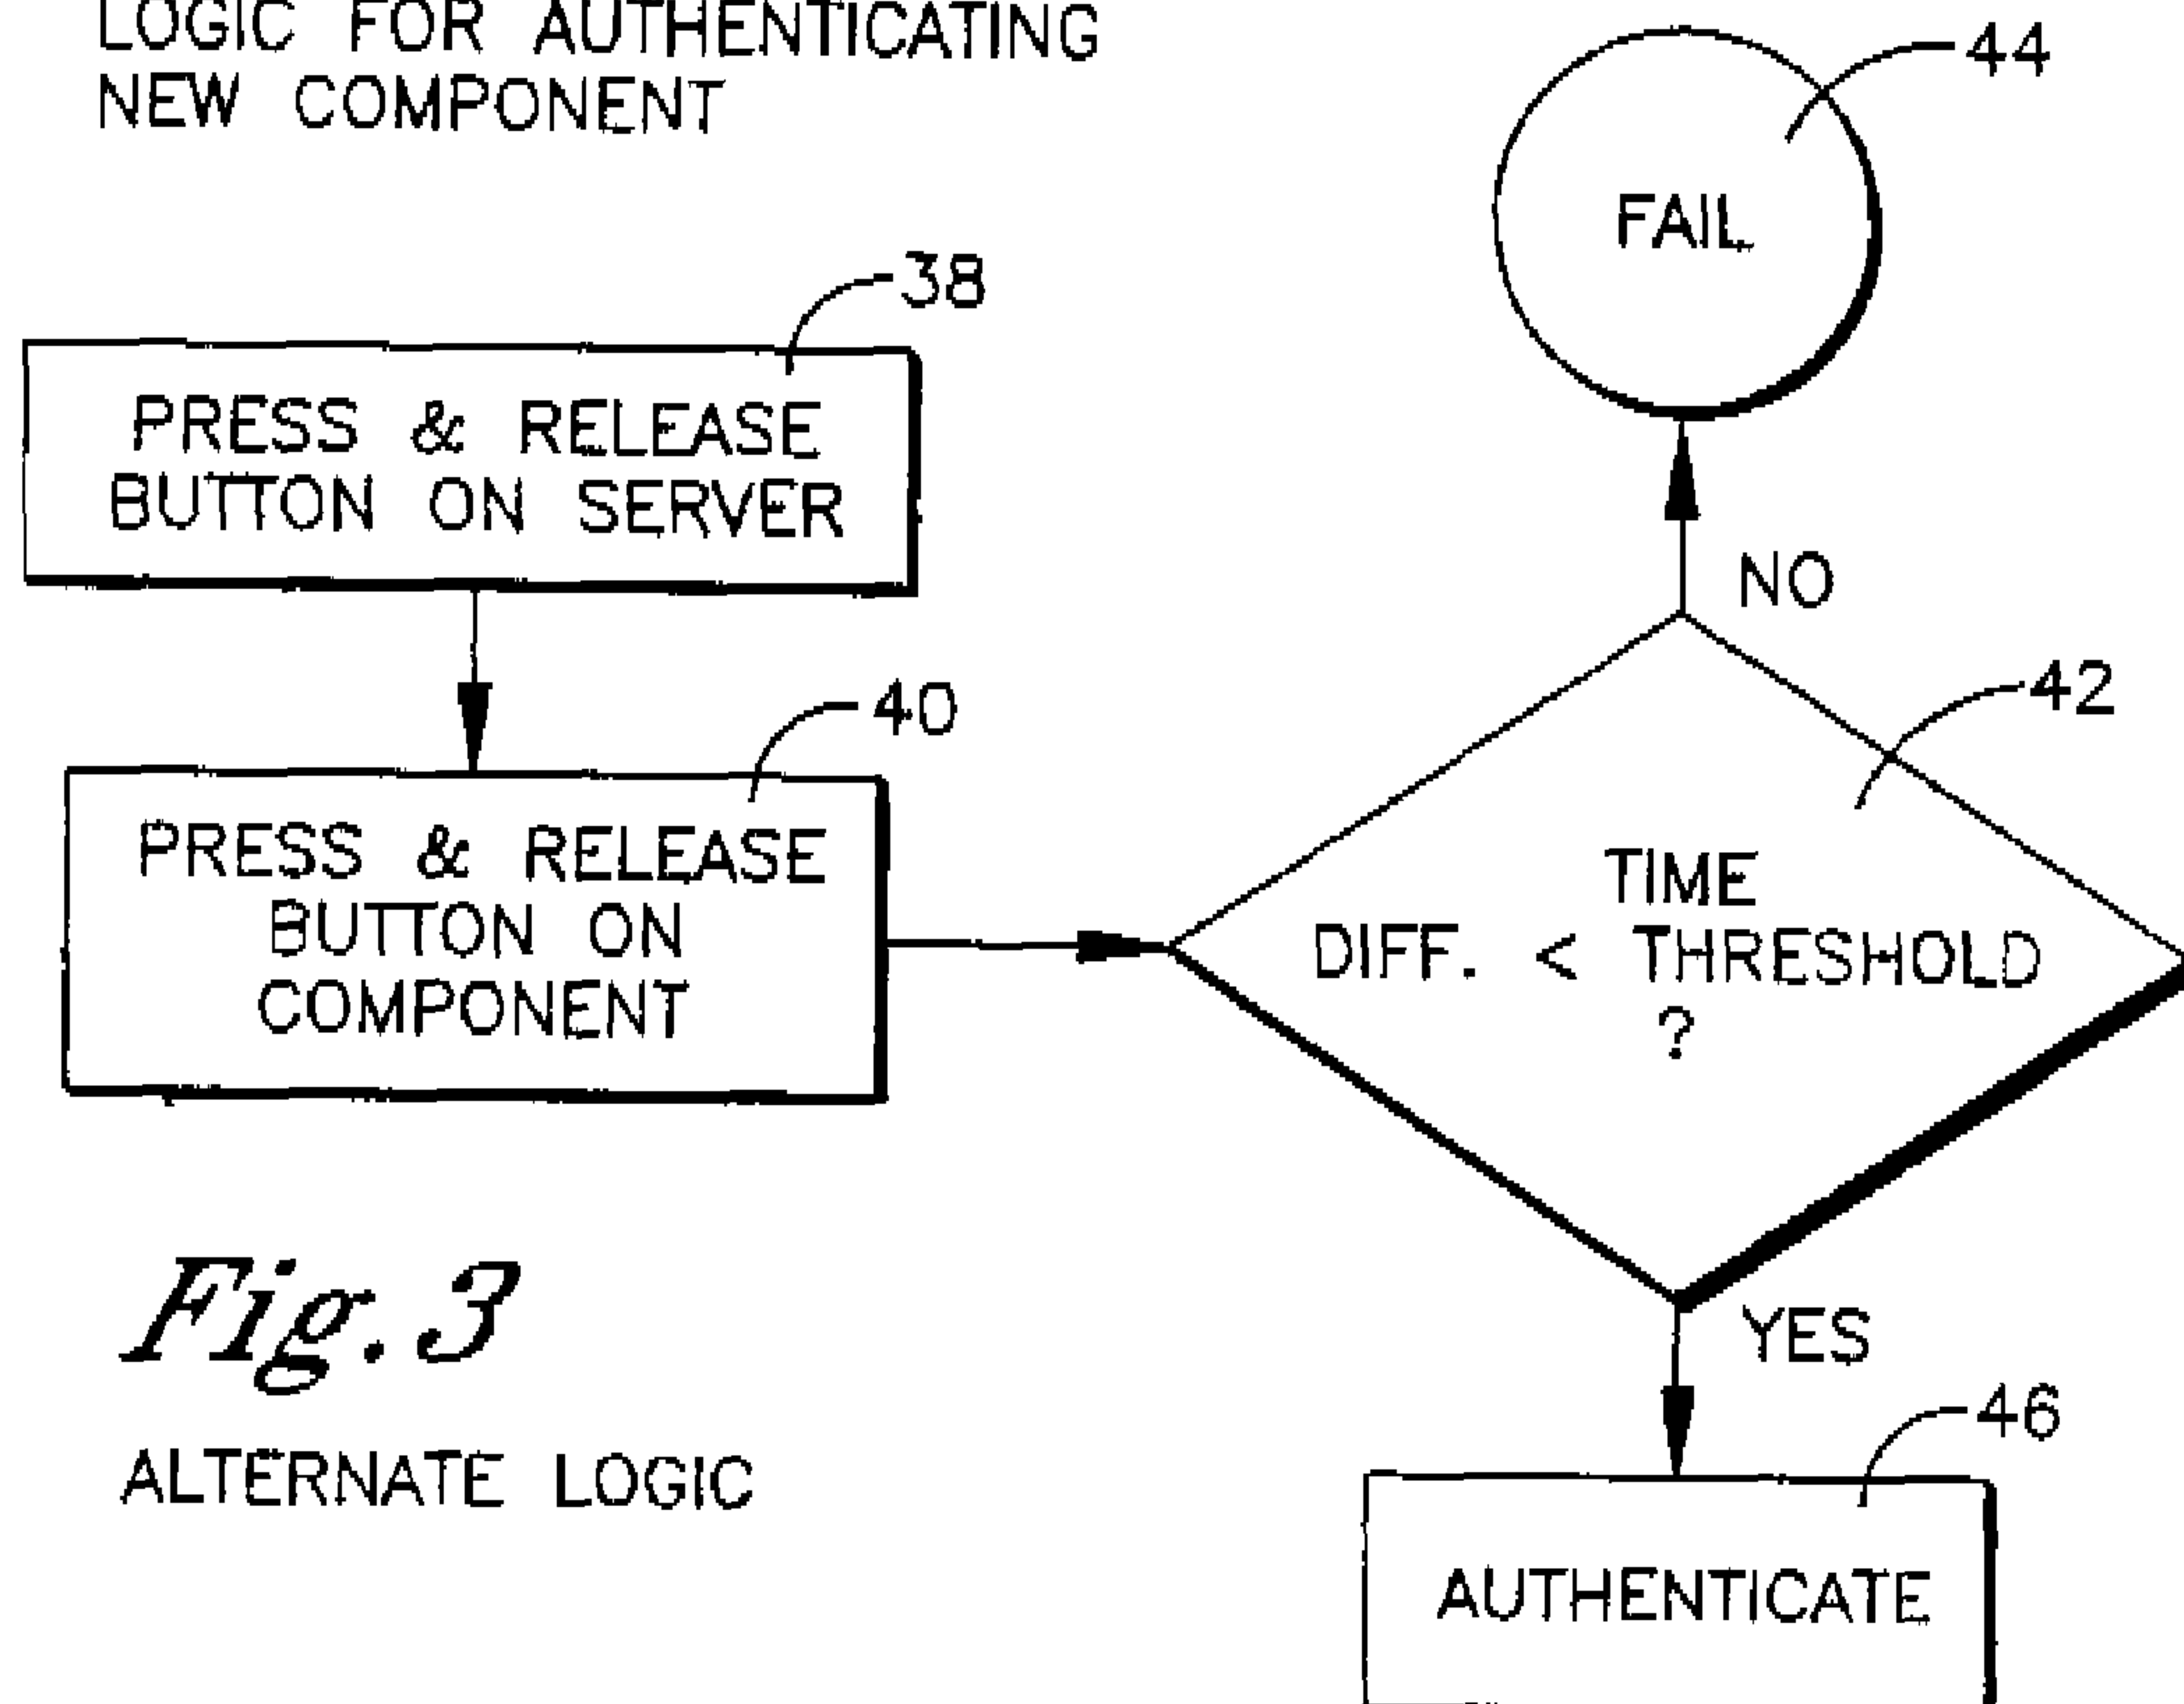 LOGIC FOR AUTHENTICATING
NEW COMPONENT
38
PRESS & RELEASE
BUTTON ON SERVER
40
PRESS & RELEASE
BUTTON ON
COMPONENT
44
FAIL
NO
42
TIME
DIFF. < THRESHOLD
?
YES
46
AUTHENTICATE
Fig. 3
ALTERNATE LOGIC